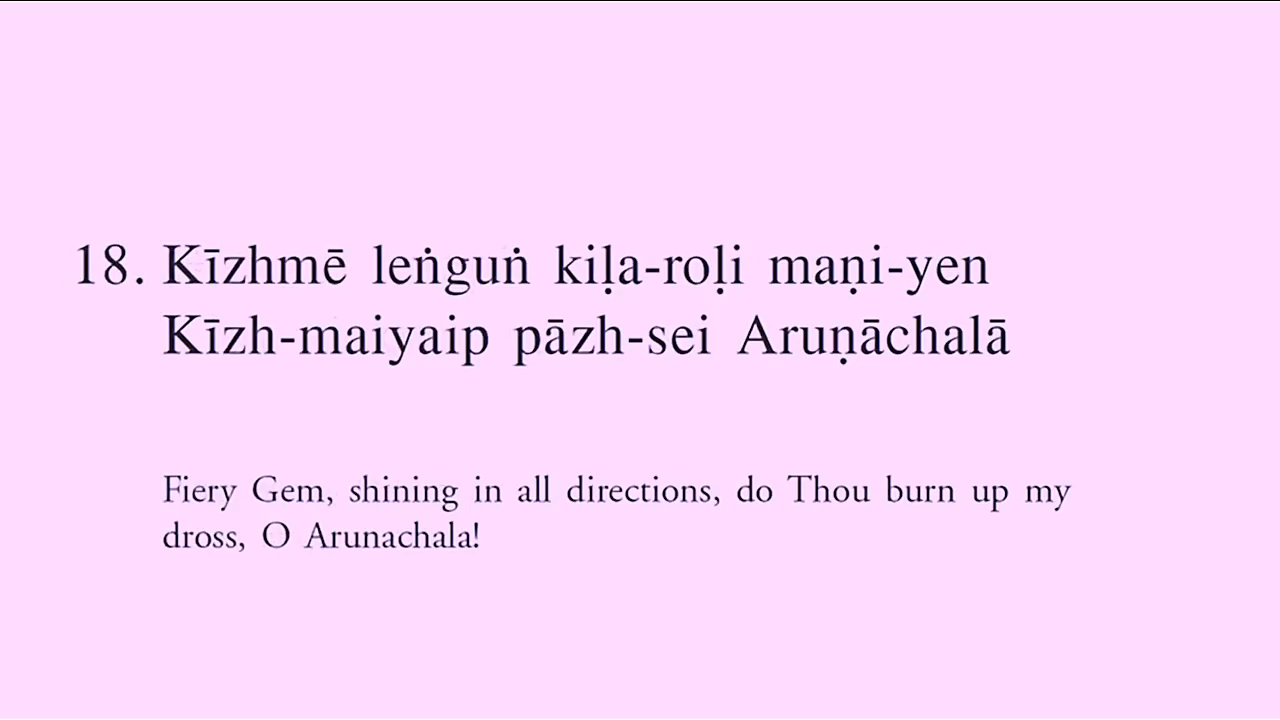 18. Kīzhmē leṅguṅ kiḷa-roḷi maṇi-yen
Kīzh-maiyaip pāzh-sei Aruṇāchalā
Fiery Gem, shining in all directions, do Thou burn up my
dross, O Arunachala!